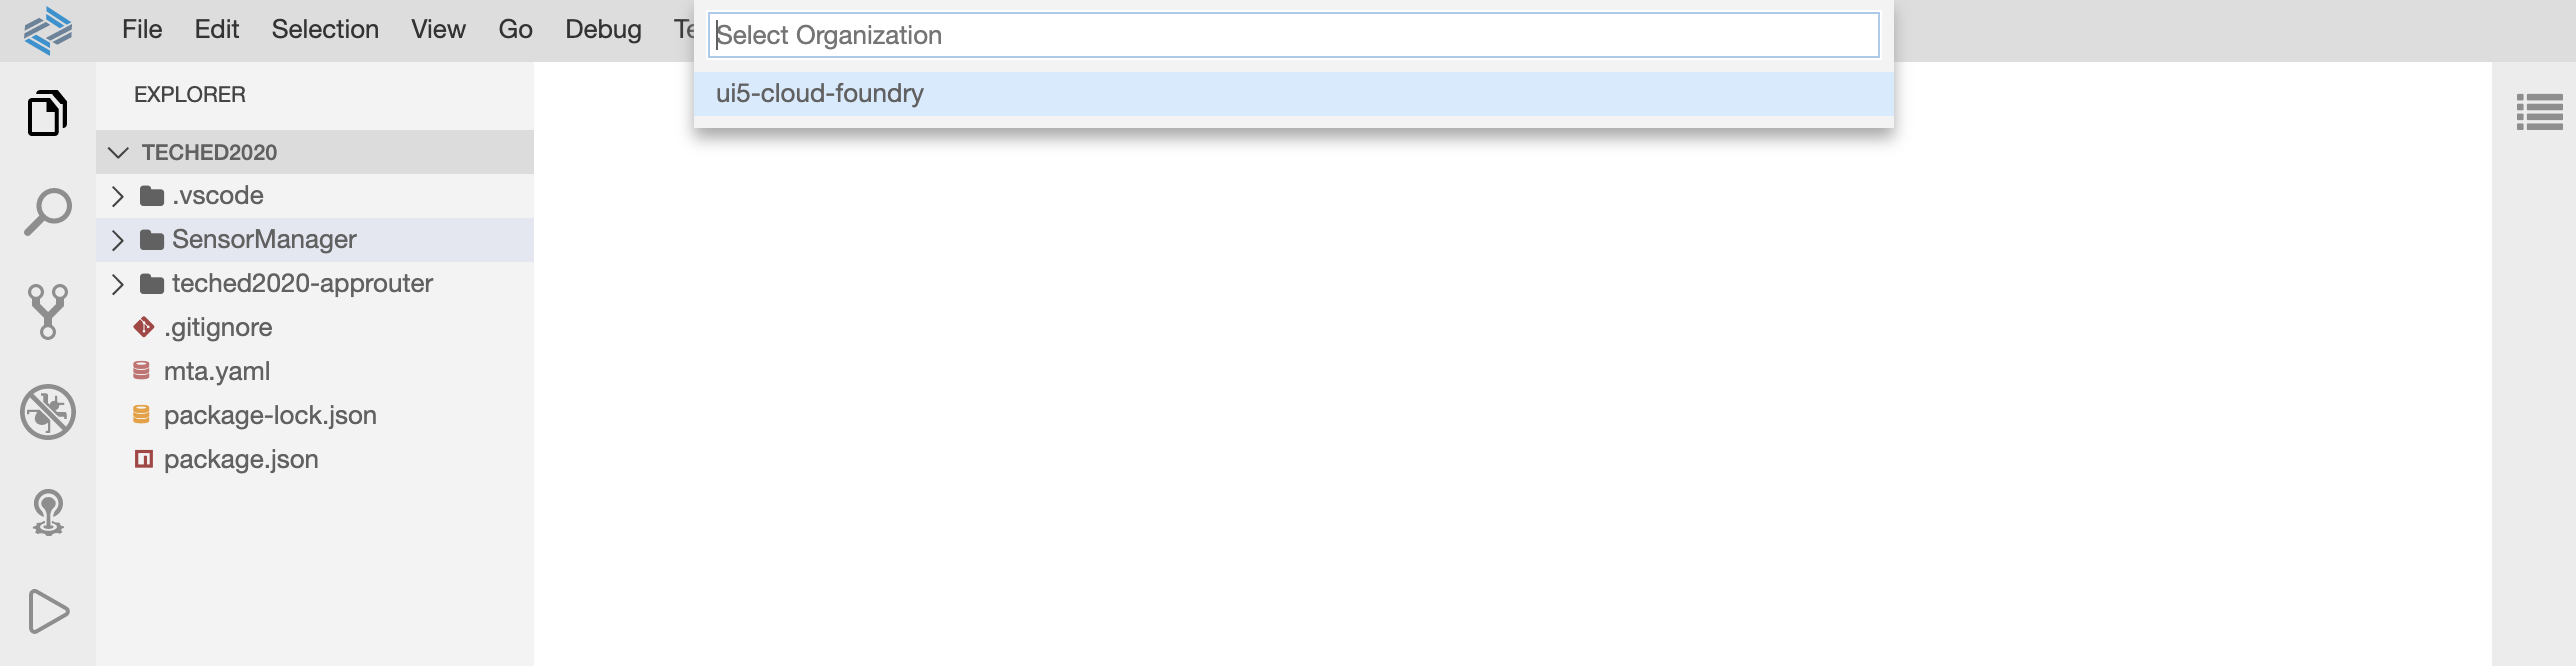 File Edit Selection View Go Debug
Select Organization
ui5-cloud-foundry
EXPLORER
TECHED2020
.vscode
SensorManager
teched2020-approuter
.gitignore
mta.yaml
package-lock.json
package.json